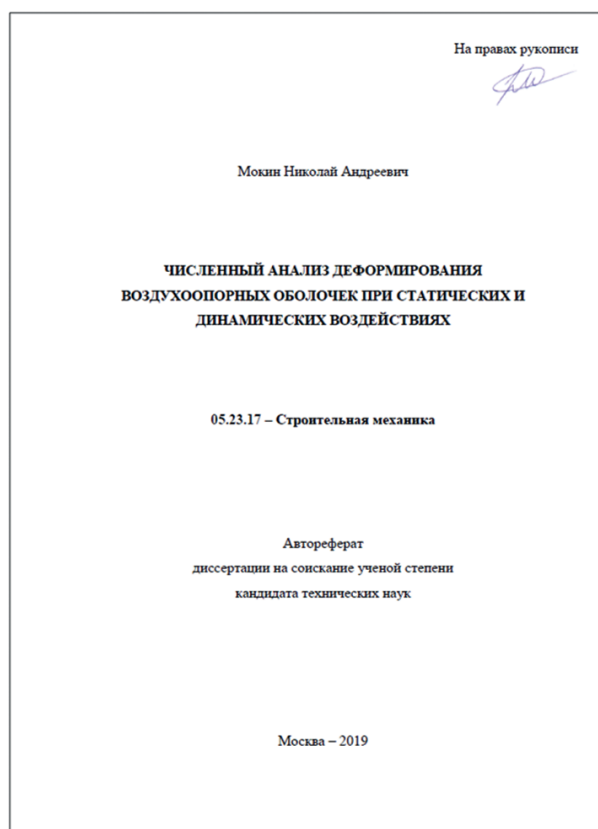 На правах рукописи
Мокин Николай Андреевич
ЧИСЛЕННЫЙ АНАЛИЗ ДЕФОРМИРОВАНИЯ
ВОЗДУХООПОРНЫХ ОБОЛОЧЕК ПРИ СТАТИЧЕСКИХ И
ДИНАМИЧЕСКИХ ВОЗДЕЙСТВИЯХ
05.23.17 – Строительная механика
Автореферат
диссертации на соискание ученой степени
кандидата технических наук
Москва – 2019